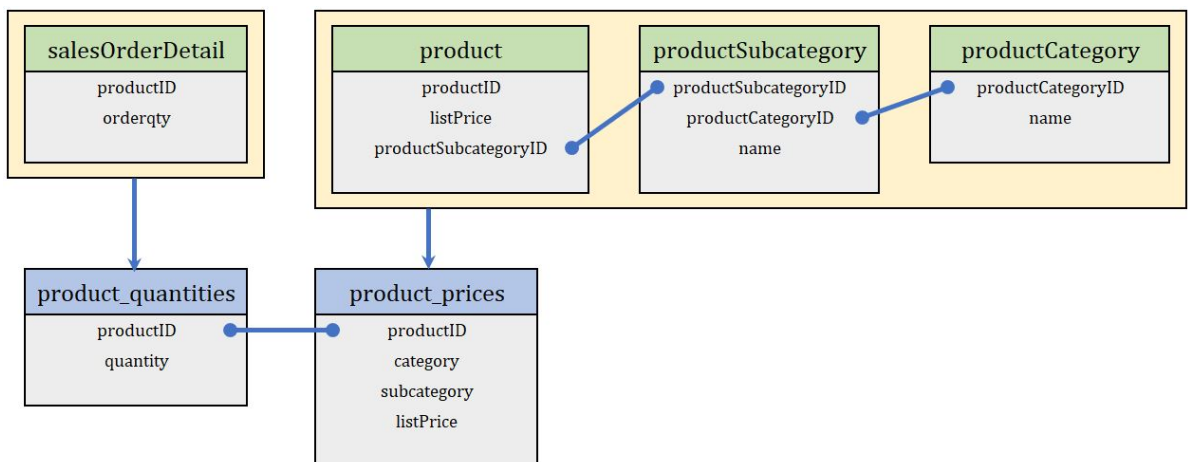 salesOrderDetail
productID
orderqty
product
productID
listPrice
productSubcategoryID
productSubcategory
productSubcategoryID
productCategoryID
name
productCategory
productCategoryID
name
product_quantities
productID
quantity
product_prices
productID
category
subcategory
listPrice